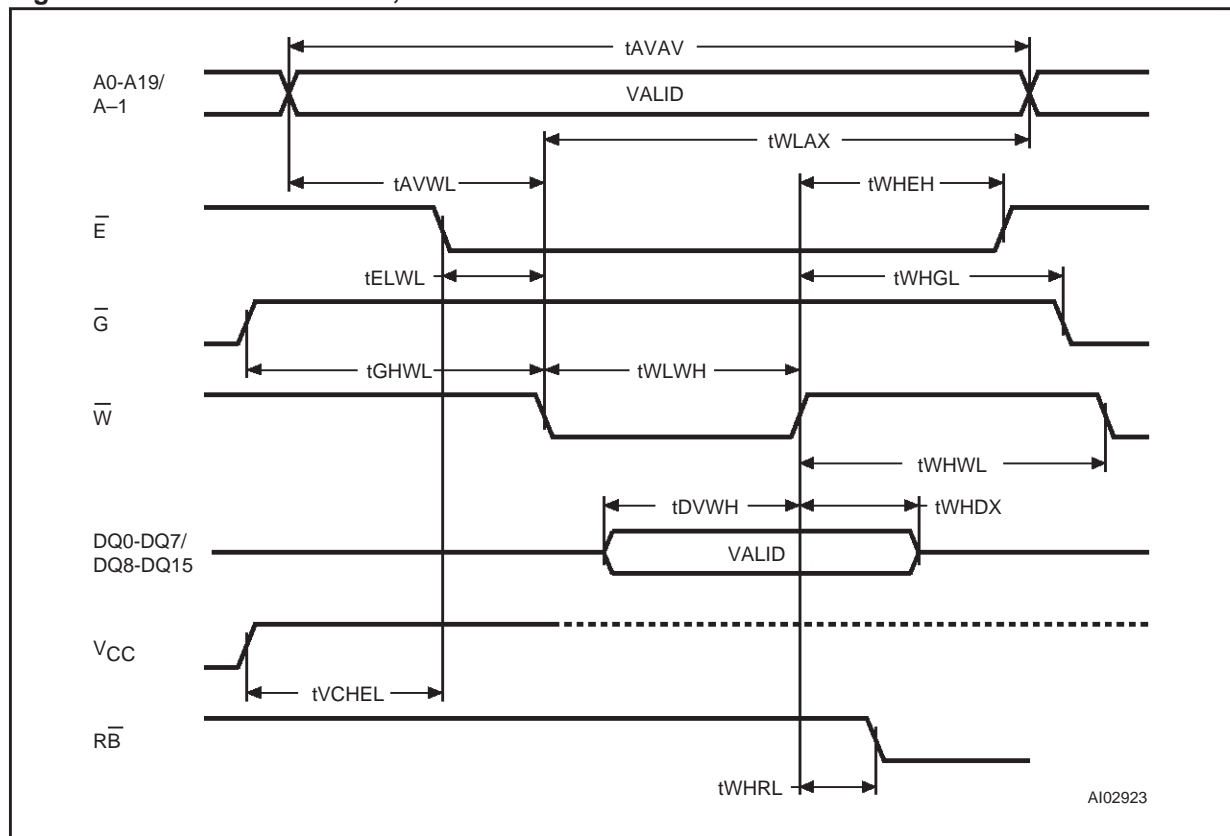 tAVAV
A0-A19/
A–1
VALID
tWLAX
tAVWL
tWHEH
E̅
tELWL
tWHGL
G̅
tGHWL
tWLWH
W̅
tWHWL
tDVWH
tWHDX
DQ0-DQ7/
DQ8-DQ15
VALID
VCC
tVCHEL
RB̅
tWHRL
AI02923